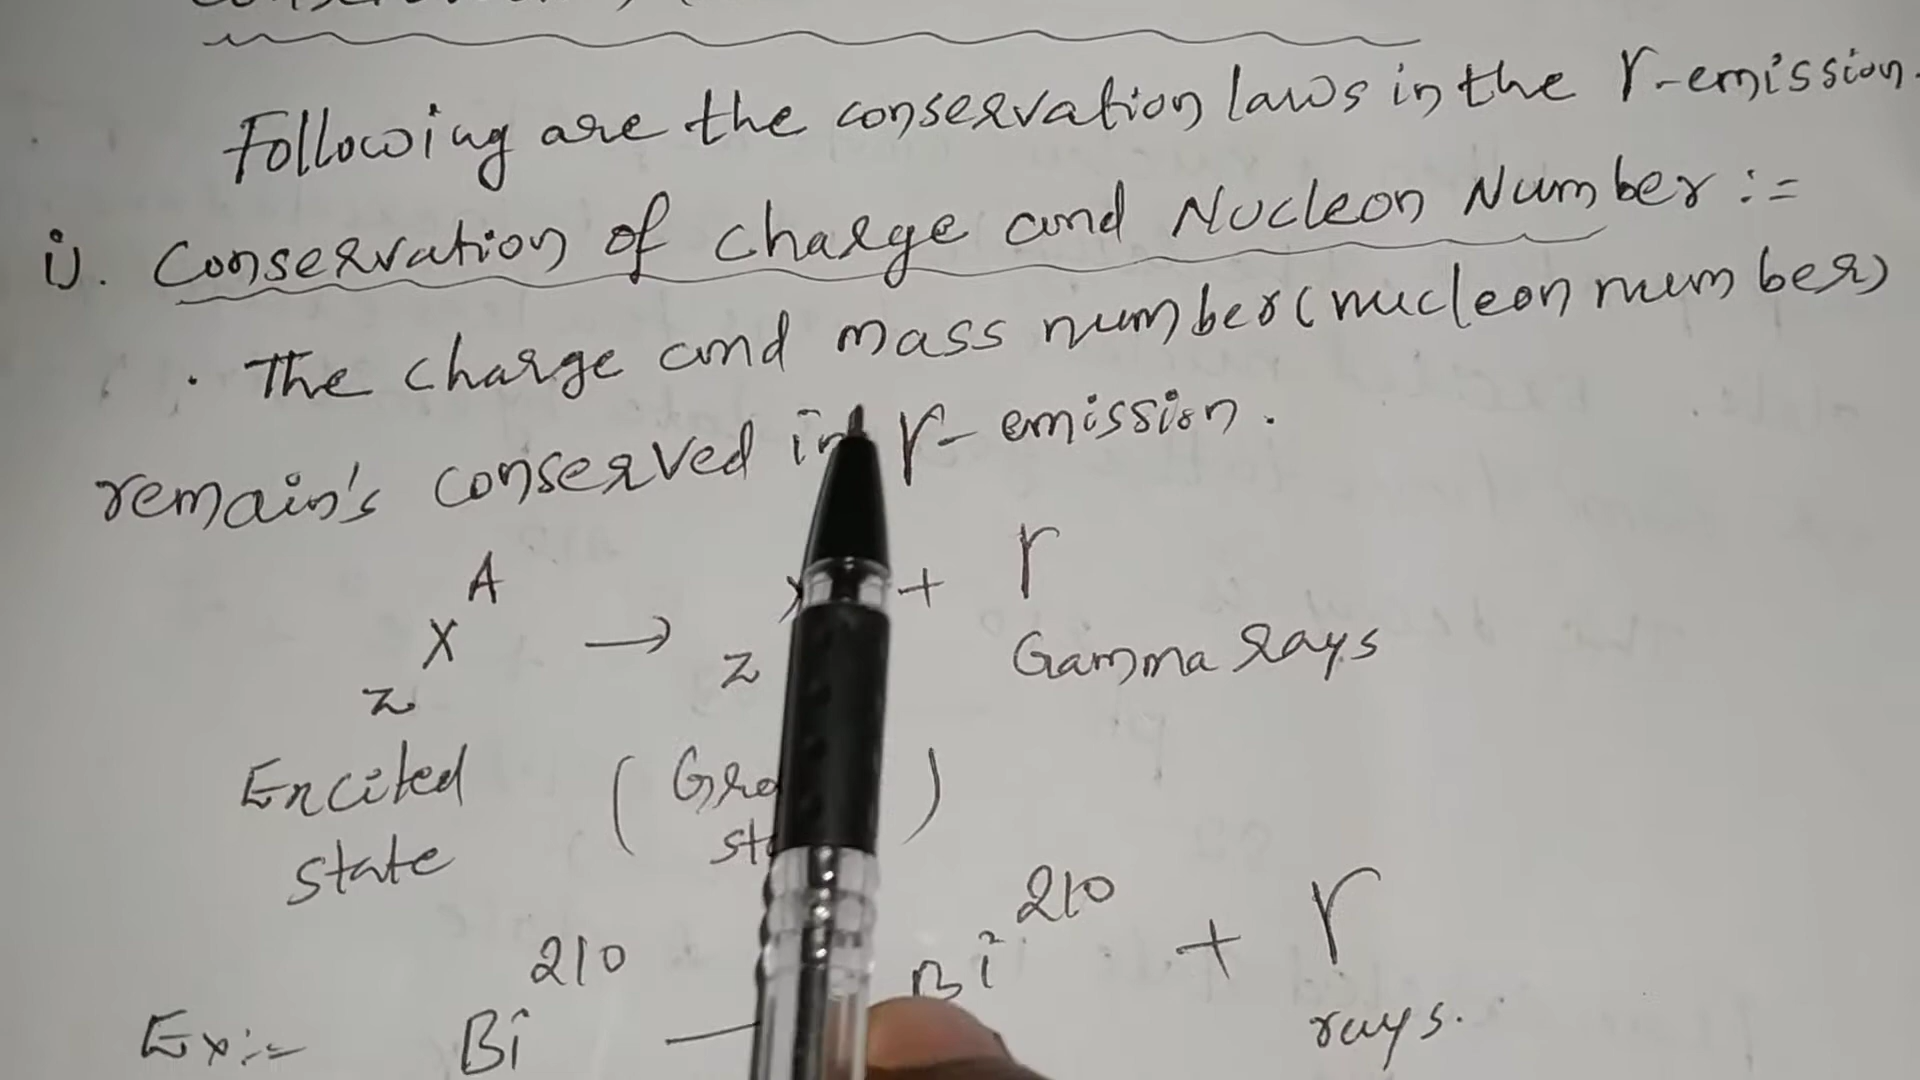 Following are the conservation laws in the γ-emission.
i). Conservation of charge and Nucleon Number :=
. The charge and mass number (nucleon number)
remain's conserved in γ- emission.
A
X → + γ
Z Z Gamma rays
Excited ( )
state
210 210
Ex:- Bi — Bi + γ
rays.